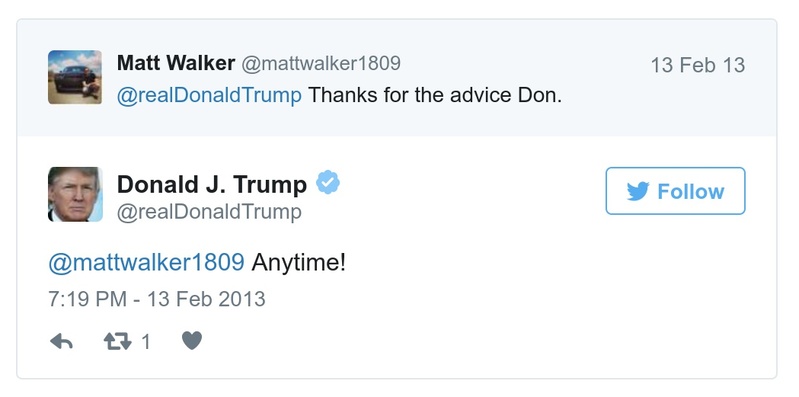 Matt Walker @mattwalker1809 13 Feb 13
@realDonaldTrump Thanks for the advice Don.
Donald J. Trump
Follow
@realDonaldTrump
@mattwalker1809 Anytime!
7:19 PM - 13 Feb 2013
1